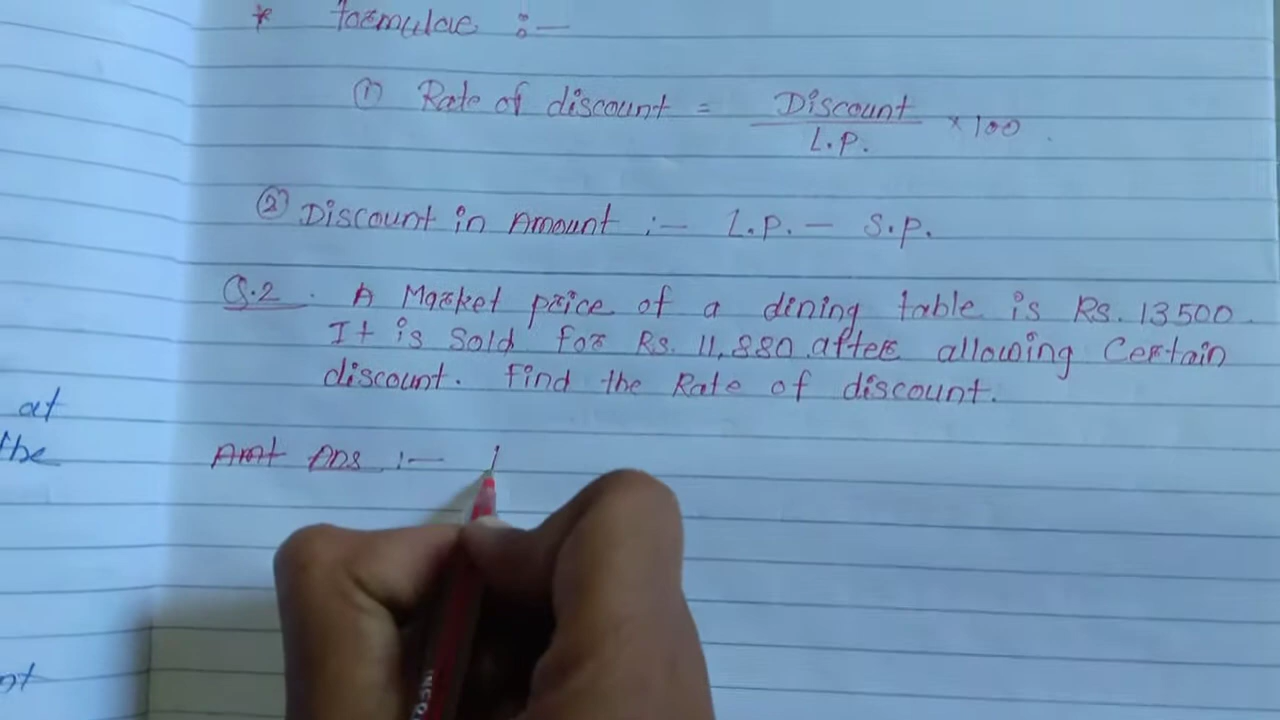 * Formulae :-
① Rate of discount = Discount / L.P. × 100
② Discount in Amount :- L.P. - S.P.
Q.2. A Market price of a dining table is Rs. 13500.
It is sold for Rs. 11,880 after allowing Certain
discount. Find the Rate of discount.
at
the
Ans :-